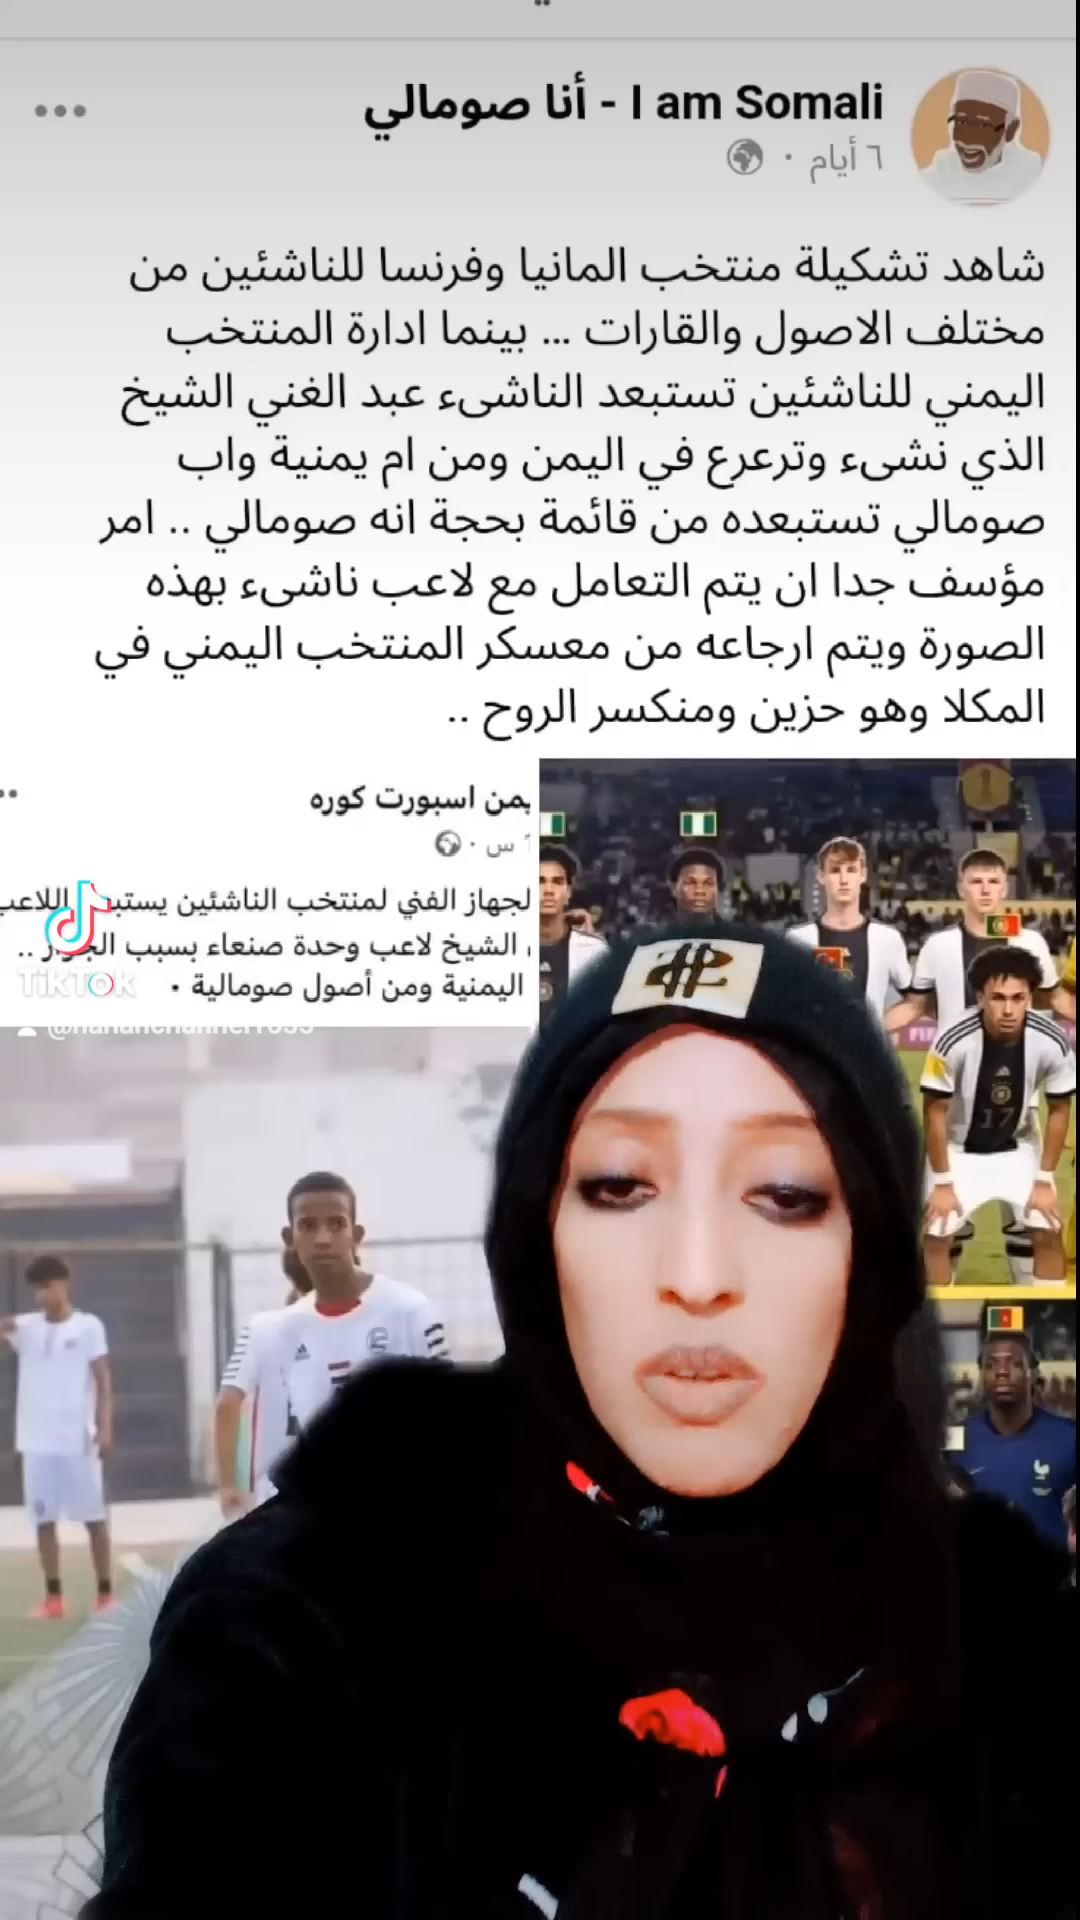 أنا صومالي - I am Somali
٦ أيام
شاهد تشكيلة منتخب المانيا وفرنسا للناشئين من
مختلف الاصول والقارات ... بينما ادارة المنتخب
اليمني للناشئين تستبعد الناشىء عبد الغني الشيخ
الذي نشىء وترعرع في اليمن ومن ام يمنية واب
صومالي تستبعده من قائمة بحجة انه صومالي .. امر
مؤسف جدا ان يتم التعامل مع لاعب ناشىء بهذه
الصورة ويتم ارجاعه من معسكر المنتخب اليمني في
المكلا وهو حزين ومنكسر الروح ..
يمن اسبورت كوره
س
لجهاز الفني لمنتخب الناشئين
الشيخ لاعب وحدة صنعاء بسبب ..
اليمنية ومن أصول صومالية •
TikTok
17